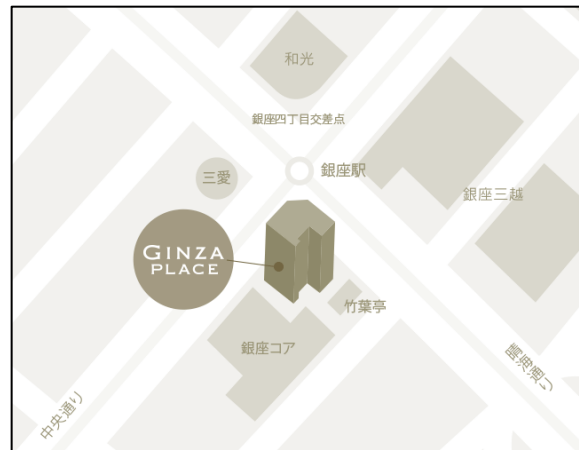 和光
銀座四丁目交差点
銀座駅
三愛
銀座三越
GINZA
PLACE
竹葉亭
銀座コア
晴海通り
中央通り